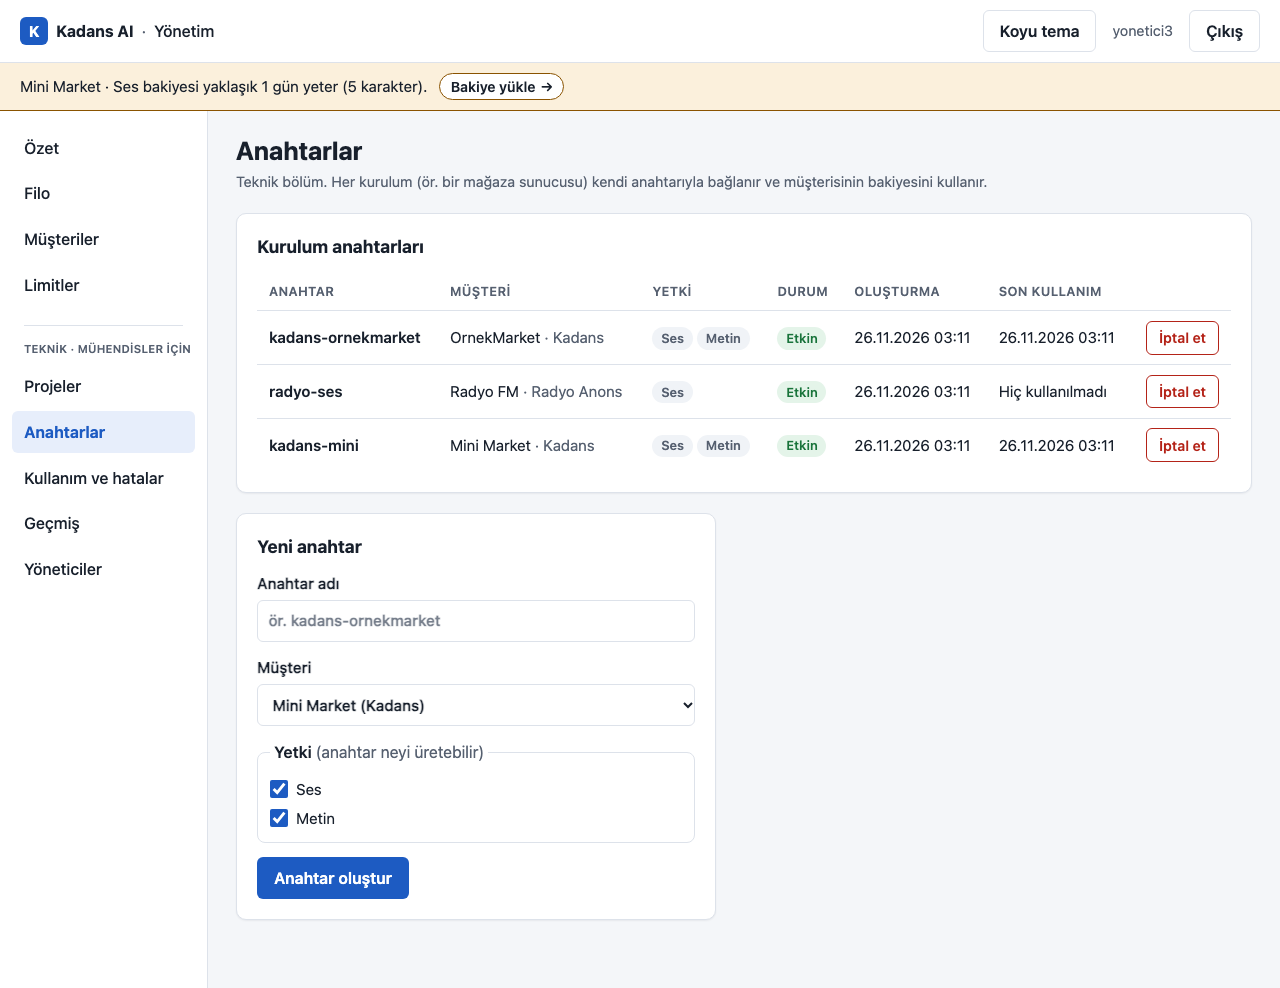 K Kadans AI · Yönetim
Koyu tema yonetici3 Çıkış
Mini Market · Ses bakiyesi yaklaşık 1 gün yeter (5 karakter). Bakiye yükle →
Özet
Filo
Müşteriler
Limitler
TEKNİK · MÜHENDİSLER İÇİN
Projeler
Anahtarlar
Kullanım ve hatalar
Geçmiş
Yöneticiler
Anahtarlar
Teknik bölüm. Her kurulum (ör. bir mağaza sunucusu) kendi anahtarıyla bağlanır ve müşterisinin bakiyesini kullanır.
Kurulum anahtarları
ANAHTAR MÜŞTERİ YETKİ DURUM OLUŞTURMA SON KULLANIM
kadans-ornekmarket OrnekMarket · Kadans Ses Metin Etkin 26.11.2026 03:11 26.11.2026 03:11 İptal et
radyo-ses Radyo FM · Radyo Anons Ses Etkin 26.11.2026 03:11 Hiç kullanılmadı İptal et
kadans-mini Mini Market · Kadans Ses Metin Etkin 26.11.2026 03:11 26.11.2026 03:11 İptal et
Yeni anahtar
Anahtar adı
ör. kadans-ornekmarket
Müşteri
Mini Market (Kadans)
Yetki (anahtar neyi üretebilir)
Ses
Metin
Anahtar oluştur